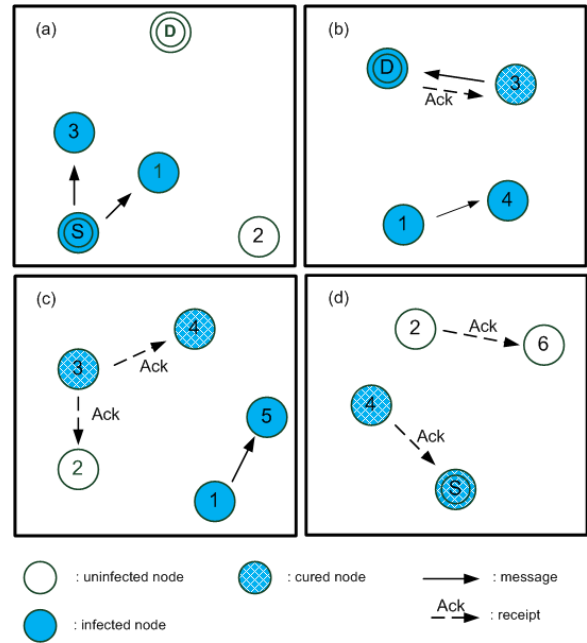 (a)
D
3
1
S
2
(b)
D
3
Ack
4
1
(c)
4
3
Ack
Ack
5
2
1
(d)
2
Ack
6
4
Ack
S
: uninfected node
: cured node
: message
Ack
: receipt
: infected node